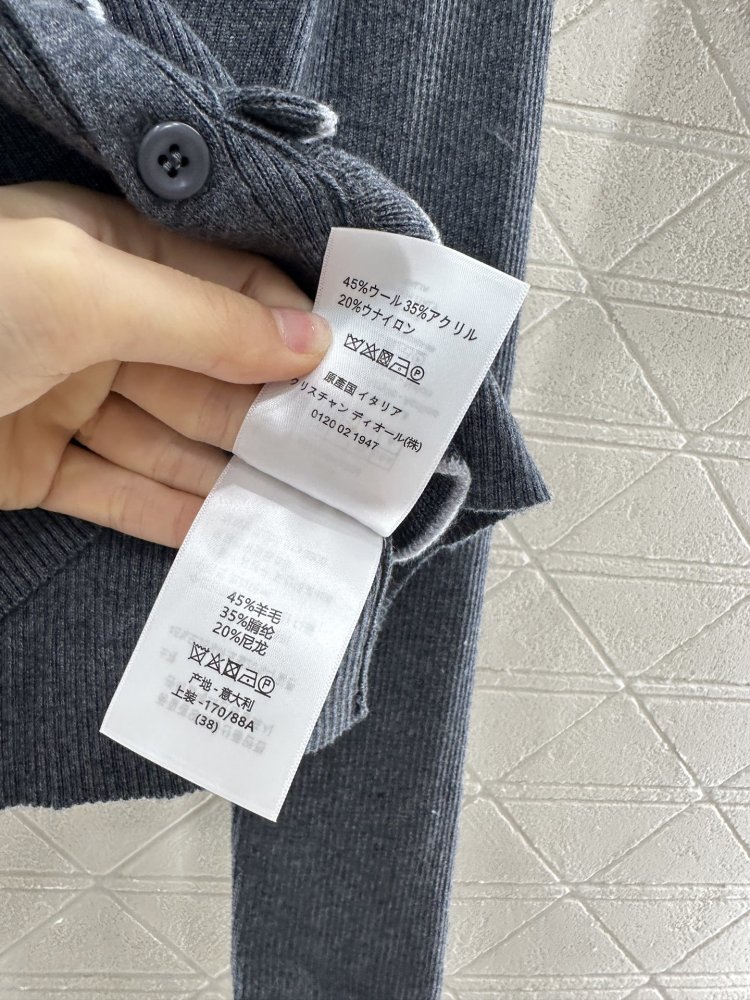 45%ウール 35%アクリル
20%ウナイロン
原產国 イタリア
クリスチャン ディオール(株)
0120 02 1947
45%羊毛
35%腈纶
20%尼龙
产地 - 意大利
上装 -170/88A
(38)